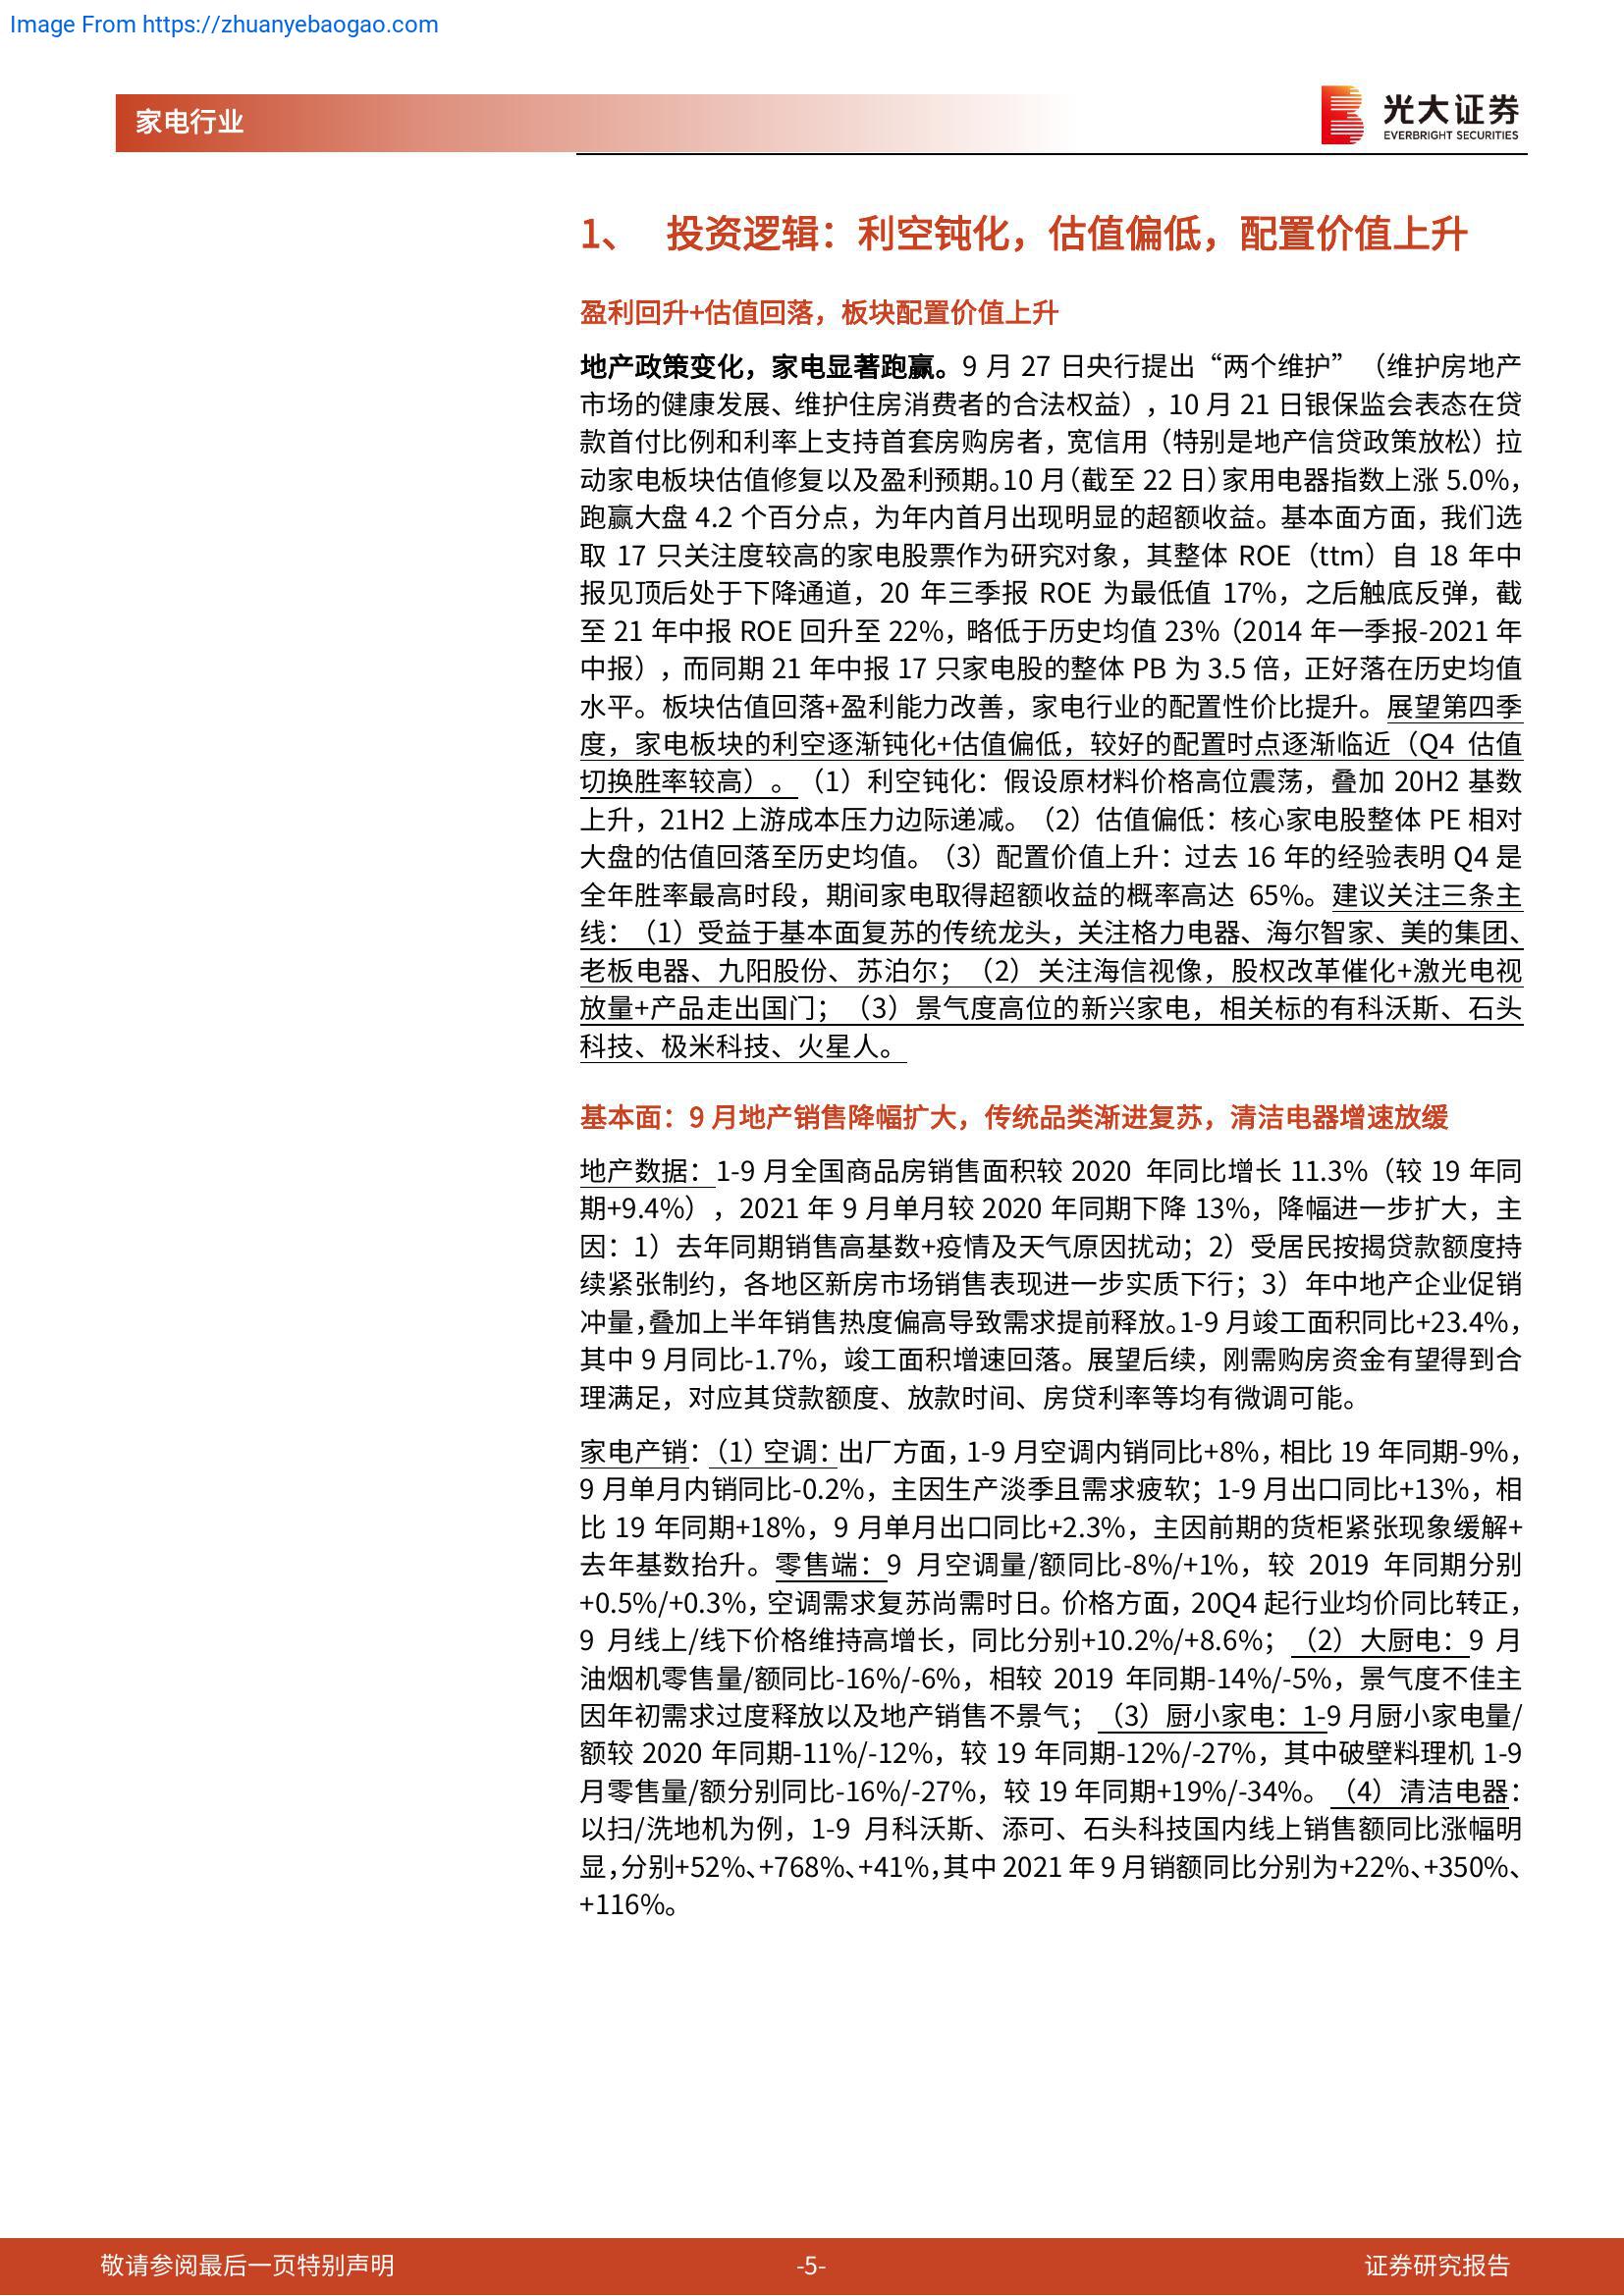 Image From https://zhuanyebaogao.com
家电行业
光大证券
EVERBRIGHT SECURITIES
1、 投资逻辑：利空钝化，估值偏低，配置价值上升
盈利回升+估值回落，板块配置价值上升
地产政策变化，家电显著跑赢。9 月 27 日央行提出“两个维护”（维护房地产
市场的健康发展、维护住房消费者的合法权益），10 月 21 日银保监会表态在贷
款首付比例和利率上支持首套房购房者，宽信用（特别是地产信贷政策放松）拉
动家电板块估值修复以及盈利预期。10 月（截至 22 日）家用电器指数上涨 5.0%，
跑赢大盘 4.2 个百分点，为年内首月出现明显的超额收益。基本面方面，我们选
取 17 只关注度较高的家电股票作为研究对象，其整体 ROE（ttm）自 18 年中
报见顶后处于下降通道，20 年三季报 ROE 为最低值 17%，之后触底反弹，截
至 21 年中报 ROE 回升至 22%，略低于历史均值 23%（2014 年一季报-2021 年
中报），而同期 21 年中报 17 只家电股的整体 PB 为 3.5 倍，正好落在历史均值
水平。板块估值回落+盈利能力改善，家电行业的配置性价比提升。展望第四季
度，家电板块的利空逐渐钝化+估值偏低，较好的配置时点逐渐临近（Q4 估值
切换胜率较高）。（1）利空钝化：假设原材料价格高位震荡，叠加 20H2 基数
上升，21H2 上游成本压力边际递减。（2）估值偏低：核心家电股整体 PE 相对
大盘的估值回落至历史均值。（3）配置价值上升：过去 16 年的经验表明 Q4 是
全年胜率最高时段，期间家电取得超额收益的概率高达 65%。建议关注三条主
线：（1）受益于基本面复苏的传统龙头，关注格力电器、海尔智家、美的集团、
老板电器、九阳股份、苏泊尔；（2）关注海信视像，股权改革催化+激光电视
放量+产品走出国门；（3）景气度高位的新兴家电，相关标的有科沃斯、石头
科技、极米科技、火星人。
基本面：9 月地产销售降幅扩大，传统品类渐进复苏，清洁电器增速放缓
地产数据：1-9 月全国商品房销售面积较 2020 年同比增长 11.3%（较 19 年同
期+9.4%），2021 年 9 月单月较 2020 年同期下降 13%，降幅进一步扩大，主
因：1）去年同期销售高基数+疫情及天气原因扰动；2）受居民按揭贷款额度持
续紧张制约，各地区新房市场销售表现进一步实质下行；3）年中地产企业促销
冲量，叠加上半年销售热度偏高导致需求提前释放。1-9 月竣工面积同比+23.4%，
其中 9 月同比-1.7%，竣工面积增速回落。展望后续，刚需购房资金有望得到合
理满足，对应其贷款额度、放款时间、房贷利率等均有微调可能。
家电产销：（1）空调：出厂方面，1-9 月空调内销同比+8%，相比 19 年同期-9%，
9 月单月内销同比-0.2%，主因生产淡季且需求疲软；1-9 月出口同比+13%，相
比 19 年同期+18%，9 月单月出口同比+2.3%，主因前期的货柜紧张现象缓解+
去年基数抬升。零售端：9 月空调量/额同比-8%/+1%，较 2019 年同期分别
+0.5%/+0.3%，空调需求复苏尚需时日。价格方面，20Q4 起行业均价同比转正，
9 月线上/线下价格维持高增长，同比分别+10.2%/+8.6%；（2）大厨电：9 月
油烟机零售量/额同比-16%/-6%，相较 2019 年同期-14%/-5%，景气度不佳主
因年初需求过度释放以及地产销售不景气；（3）厨小家电：1-9 月厨小家电量/
额较 2020 年同期-11%/-12%，较 19 年同期-12%/-27%，其中破壁料理机 1-9
月零售量/额分别同比-16%/-27%，较 19 年同期+19%/-34%。（4）清洁电器：
以扫/洗地机为例，1-9 月科沃斯、添可、石头科技国内线上销售额同比涨幅明
显，分别+52%、+768%、+41%，其中 2021 年 9 月销额同比分别为+22%、+350%、
+116%。
敬请参阅最后一页特别声明
-5-
证券研究报告